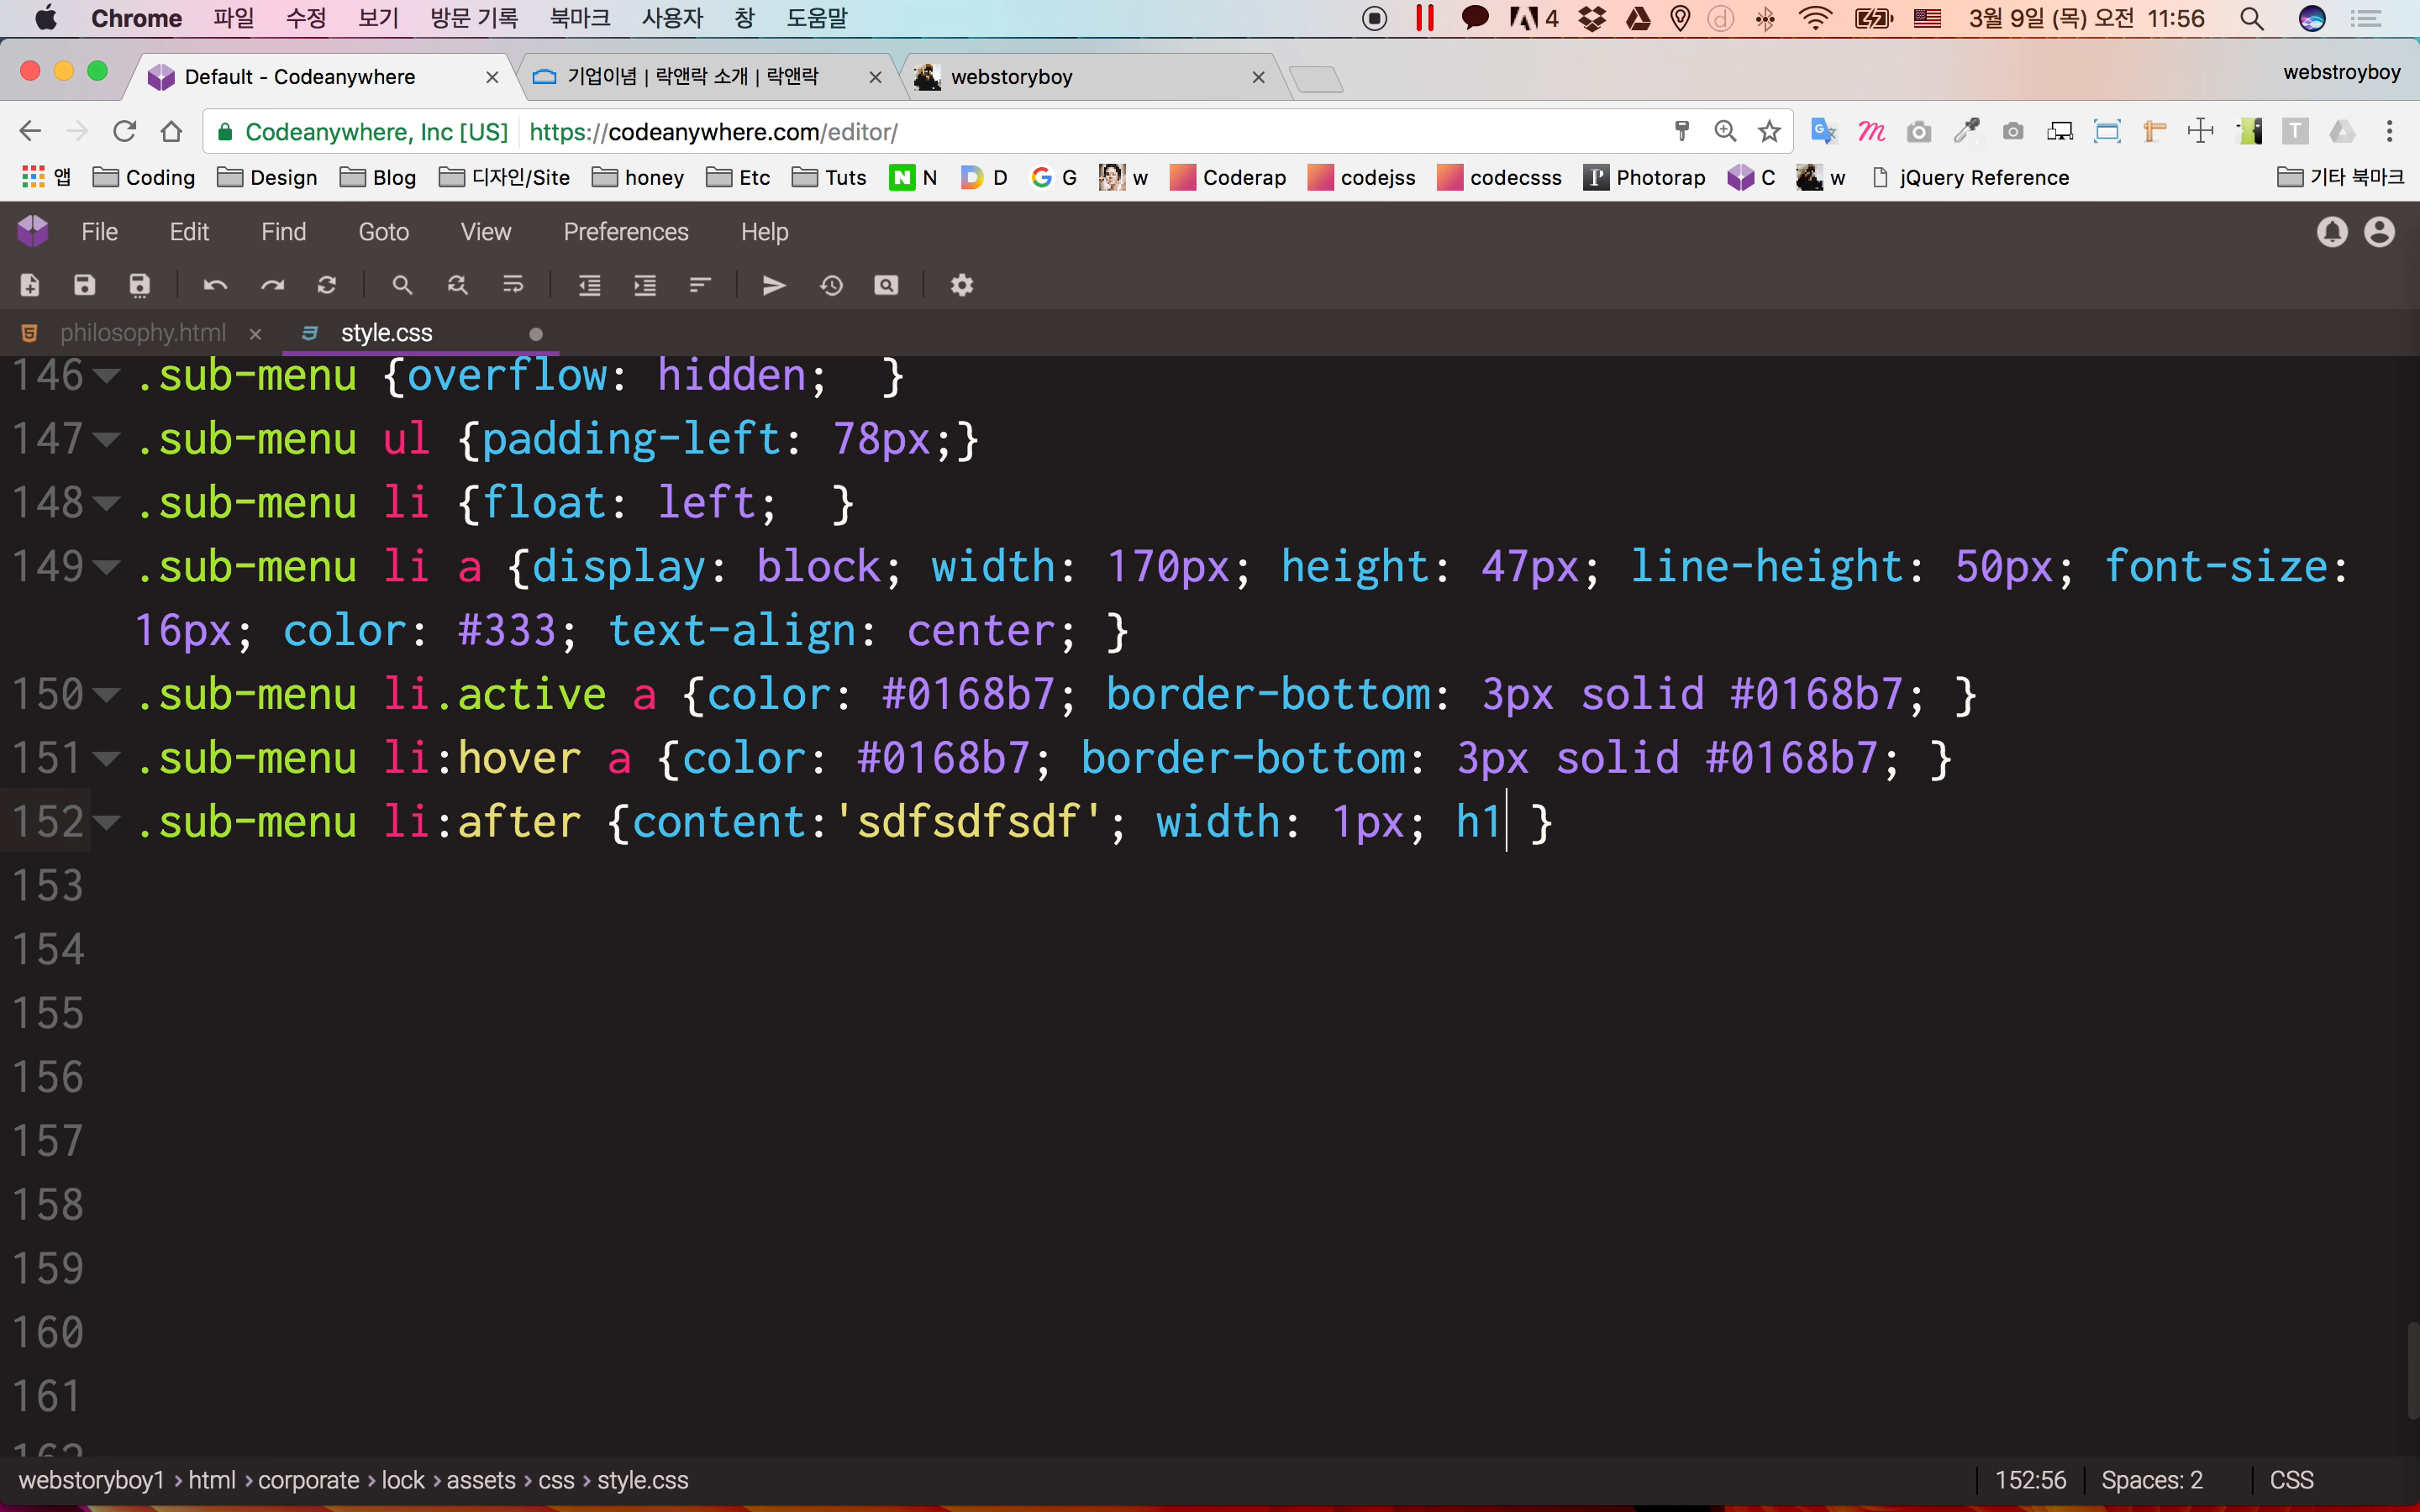 Chrome 파일 수정 보기 방문 기록 북마크 사용자 창 도움말 4 3월 9일 (목) 오전 11:56
Default - Codeanywhere 기업이념 | 락앤락 소개 | 락앤락 webstoryboy webstroyboy
Codeanywhere, Inc [US] https://codeanywhere.com/editor/
앱 Coding Design Blog 디자인/Site honey Etc Tuts N N D G w Coderap codejss codecsss P Photorap C w jQuery Reference 기타 북마크
File Edit Find Goto View Preferences Help
philosophy.html style.css
146 .sub-menu {overflow: hidden;  }
147 .sub-menu ul {padding-left: 78px;}
148 .sub-menu li {float: left;  }
149 .sub-menu li a {display: block; width: 170px; height: 47px; line-height: 50px; font-size:
16px; color: #333; text-align: center; }
150 .sub-menu li.active a {color: #0168b7; border-bottom: 3px solid #0168b7; }
151 .sub-menu li:hover a {color: #0168b7; border-bottom: 3px solid #0168b7; }
152 .sub-menu li:after {content:'sdfsdfsdf'; width: 1px; h1 }
153
154
155
156
157
158
159
160
161
162
webstoryboy1 > html > corporate > lock > assets > css > style.css 152:56 Spaces: 2 CSS